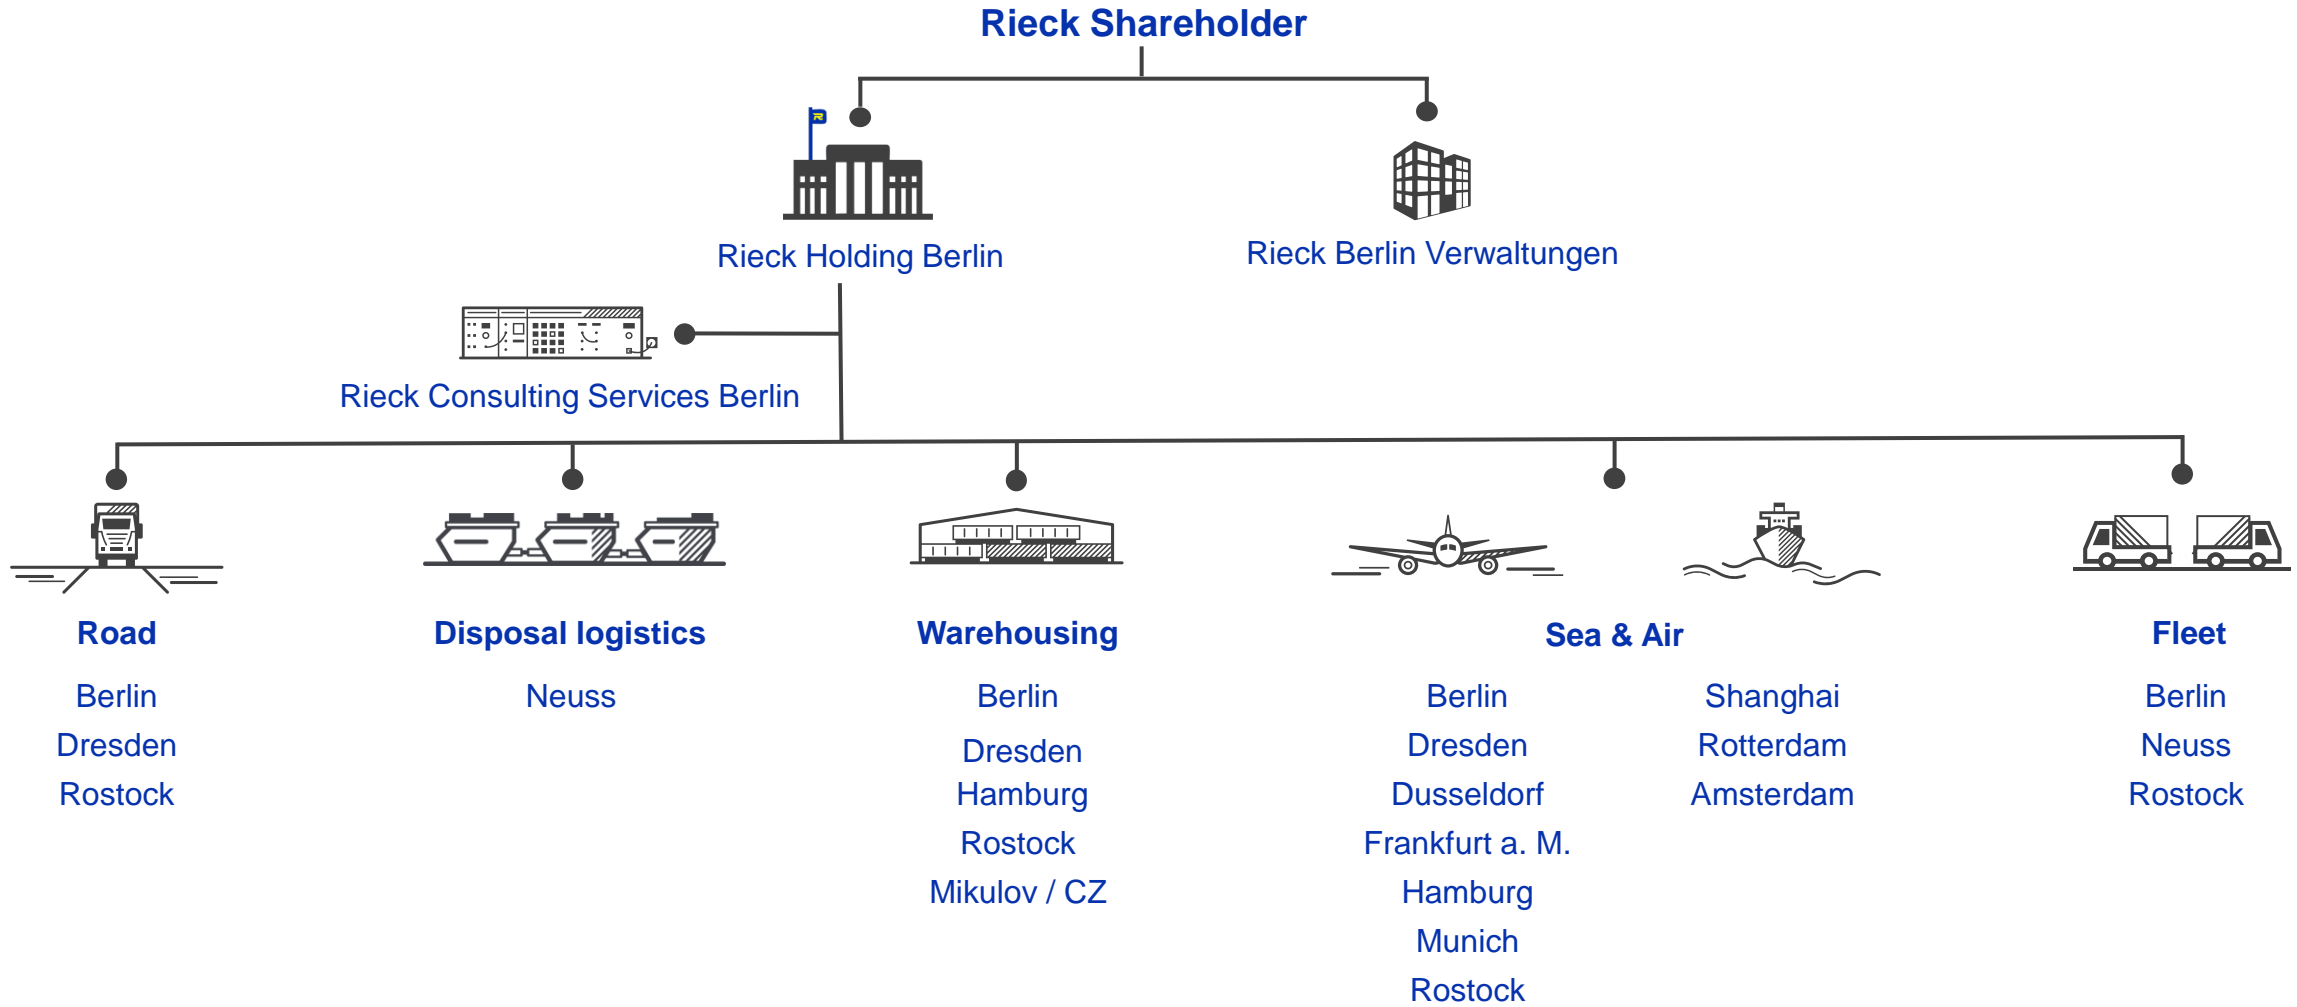 Rieck Shareholder
R
Rieck Holding Berlin
Rieck Berlin Verwaltungen
Rieck Consulting Services Berlin
Road
Berlin
Dresden
Rostock
Disposal logistics
Neuss
Warehousing
Berlin
Dresden
Hamburg
Rostock
Mikulov / CZ
Sea & Air
Berlin
Dresden
Dusseldorf
Frankfurt a. M.
Hamburg
Munich
Rostock
Shanghai
Rotterdam
Amsterdam
Fleet
Berlin
Neuss
Rostock